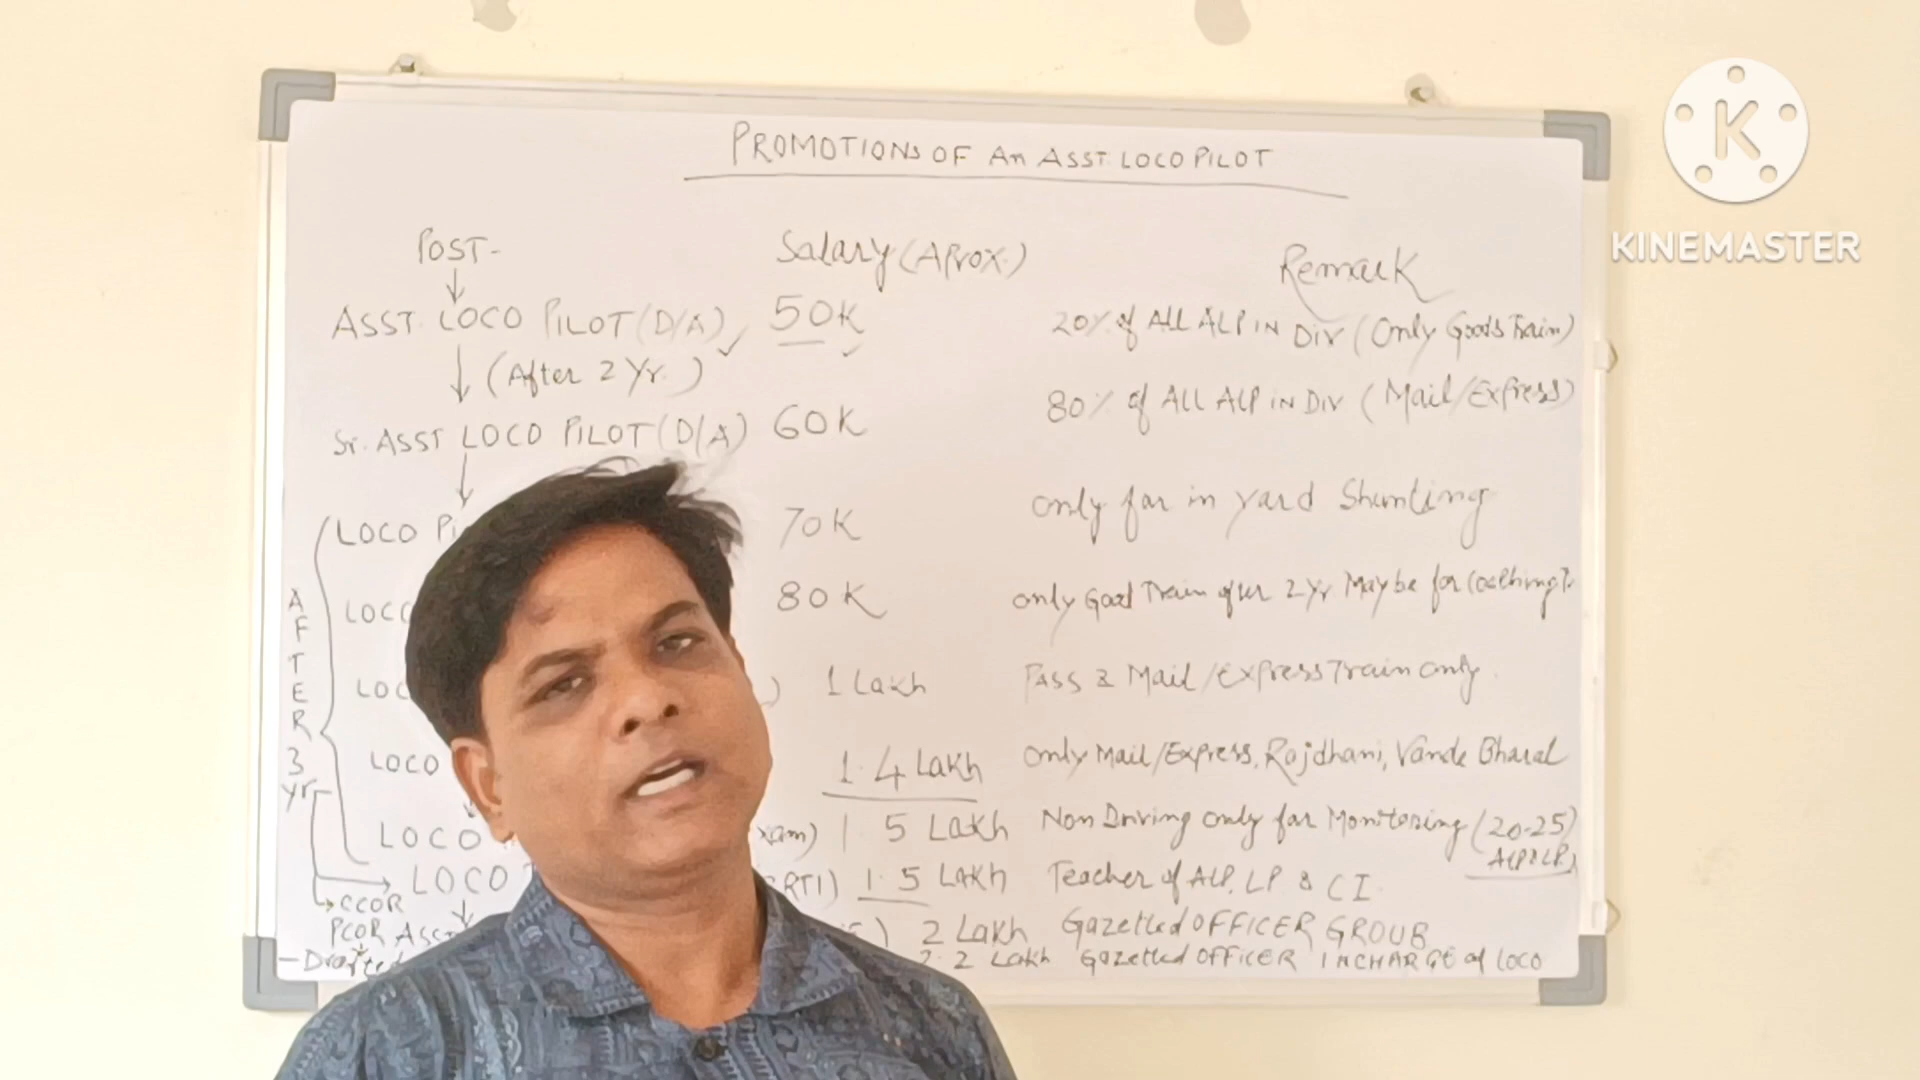 PROMOTIONS OF An ASST. LOCO PILOT
POST- Salary (APROX.) Remark
ASST. LOCO PILOT (D/A) 50K 20% of ALL ALP IN DIV (Only Goods Train)
(After 2 Yr.)
Sr. ASST LOCO PILOT (D/A) 60K 80% of ALL ALP IN DIV (Mail/Express)
LOCO 70K only for in yard Shunting
LOCO 80K only Good Train after 2 Yr May be for
1 Lakh PASS & Mail/Express Train only
LOCO 1.4 Lakh only Mail/Express, Rajdhani, Vande Bharat
LOCO 1.5 Lakh Non Driving only for Monitoring (20-25)
ALP & LP
LOCO 1.5 Lakh Teacher of ALP, LP & CI
CCOR
PCOR ASST 2 Lakh Gazetted OFFICER GROUB
Drafted 2.2 Lakh Gazetted OFFICER INCHARGE of LOCO
AFTER 3 yr
K
KINEMASTER